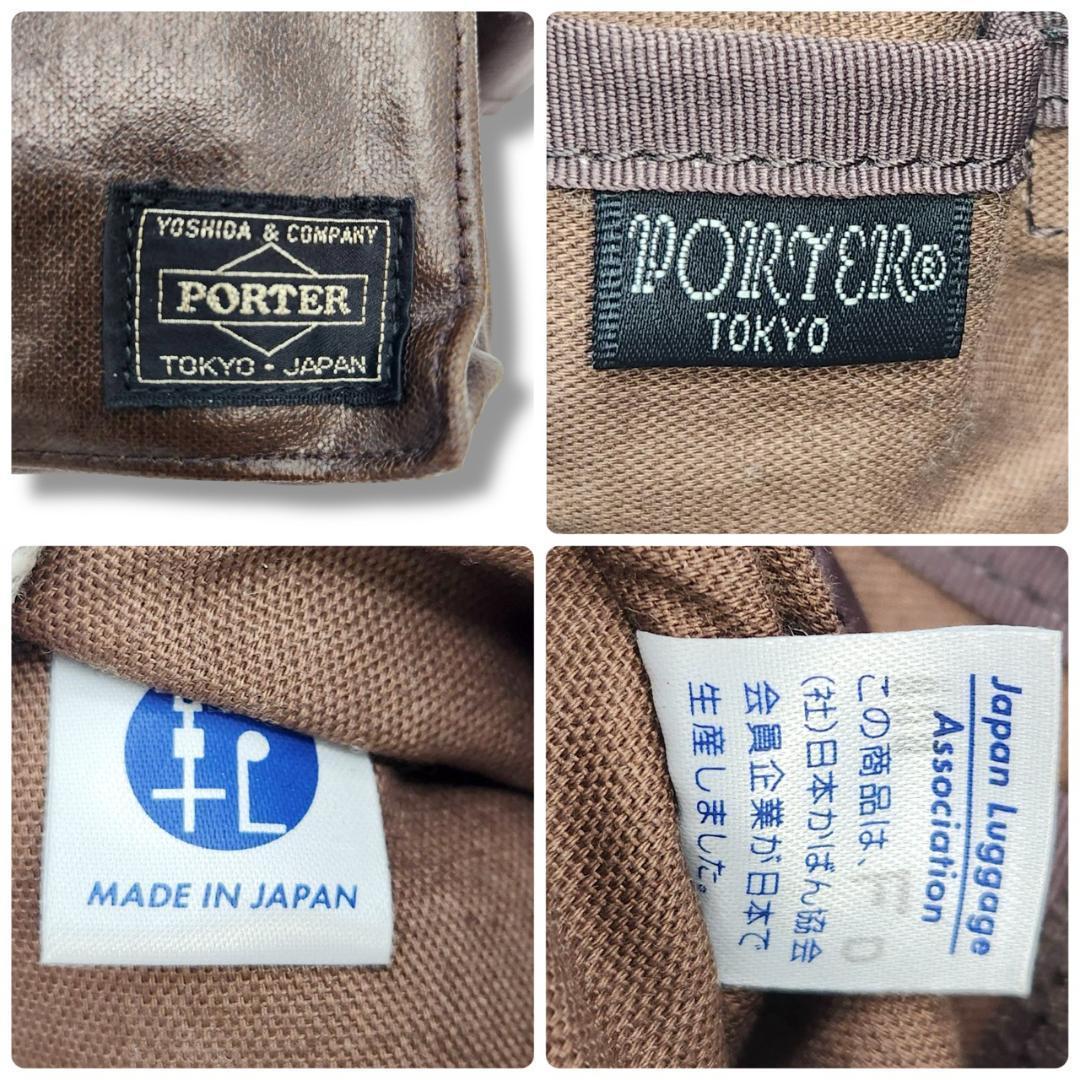 YOSHIDA & COMPANY
PORTER
TOKYO • JAPAN
PORTER®
TOKYO
MADE IN JAPAN
Japan Luggage
Association
この商品は、
(社)日本かばん協会
会員企業が日本で
生産しました。